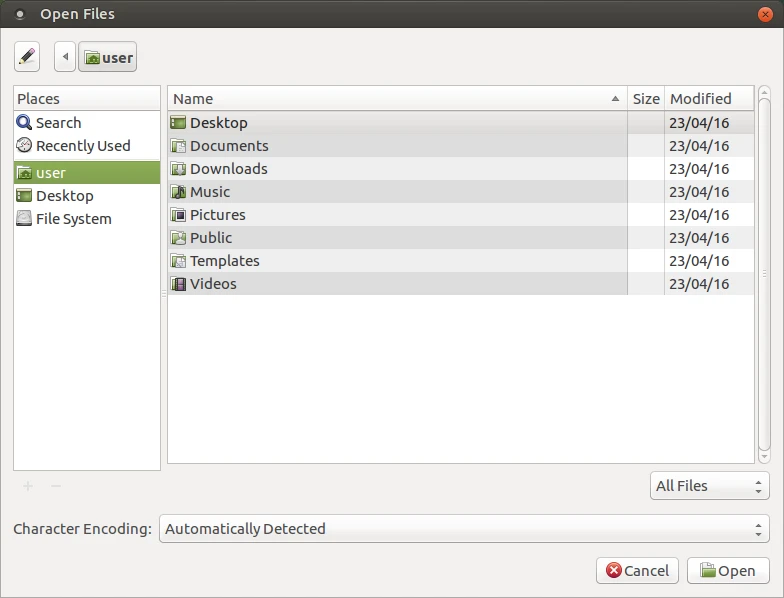 Open Files
user
Places
Search
Recently Used
user
Desktop
File System
Name Size Modified
Desktop 23/04/16
Documents 23/04/16
Downloads 23/04/16
Music 23/04/16
Pictures 23/04/16
Public 23/04/16
Templates 23/04/16
Videos 23/04/16
All Files
Character Encoding: Automatically Detected
Cancel Open